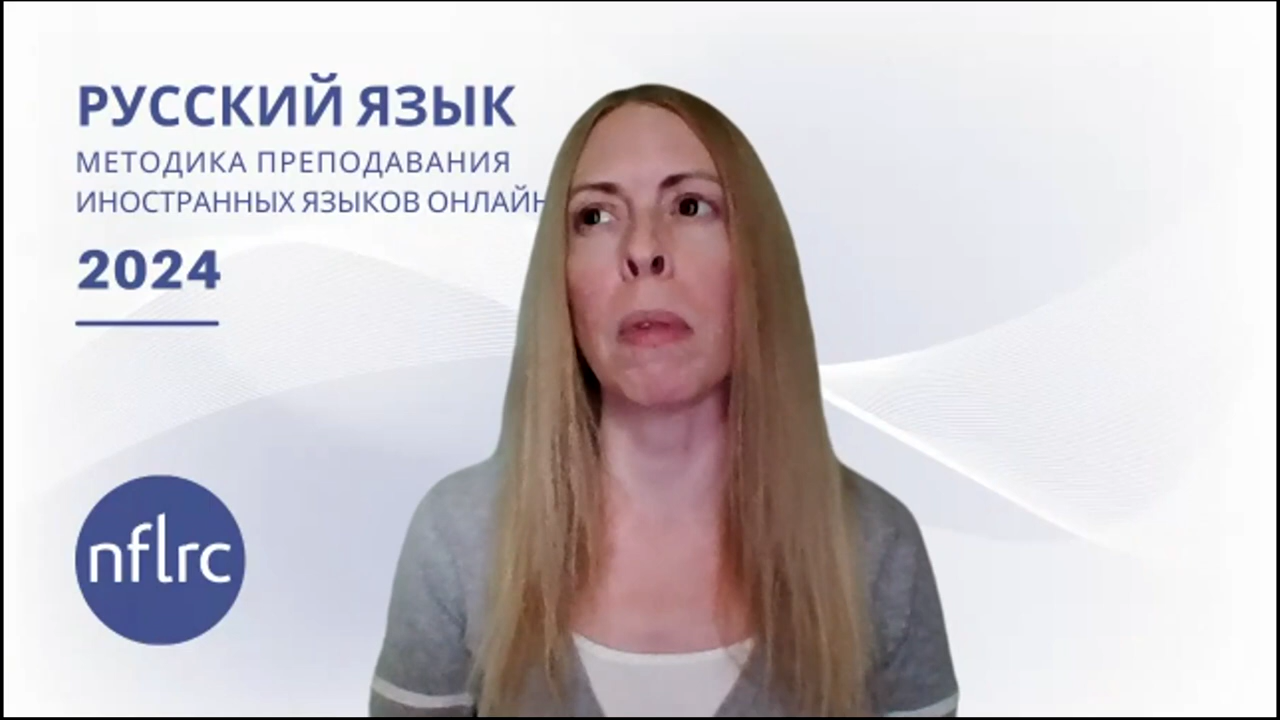 РУССКИЙ ЯЗЫК
МЕТОДИКА ПРЕПОДАВАНИЯ
ИНОСТРАННЫХ ЯЗЫКОВ ОНЛАЙН
2024
nflrc